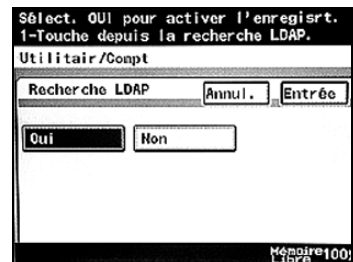 Sélect. OUI pour activer l'enregisrt.
1-Touche depuis la recherche LDAP.
Utilitair/Compt
Recherche LDAP Annul. Entrée
Oui Non
Mémoire 100%
Libre